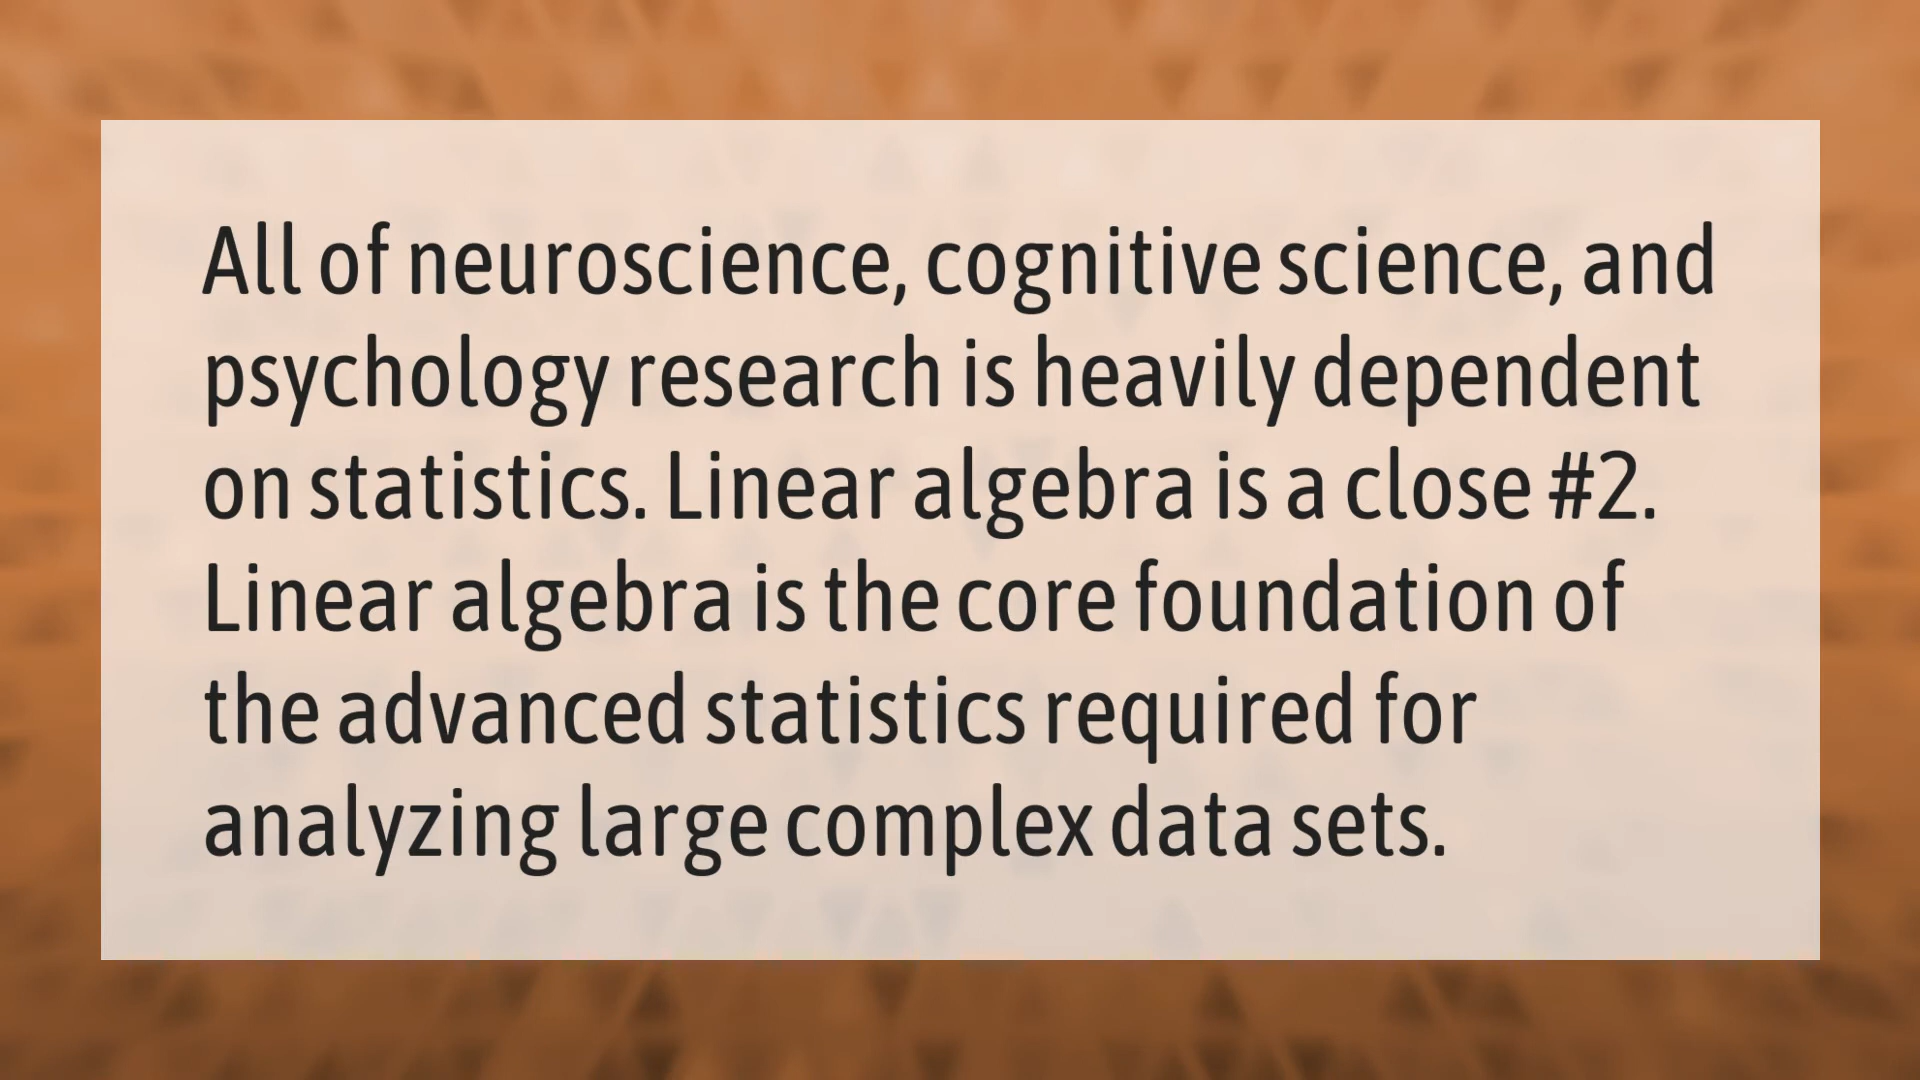 All of neuroscience, cognitive science, and
psychology research is heavily dependent
on statistics. Linear algebra is a close #2.
Linear algebra is the core foundation of
the advanced statistics required for
analyzing large complex data sets.